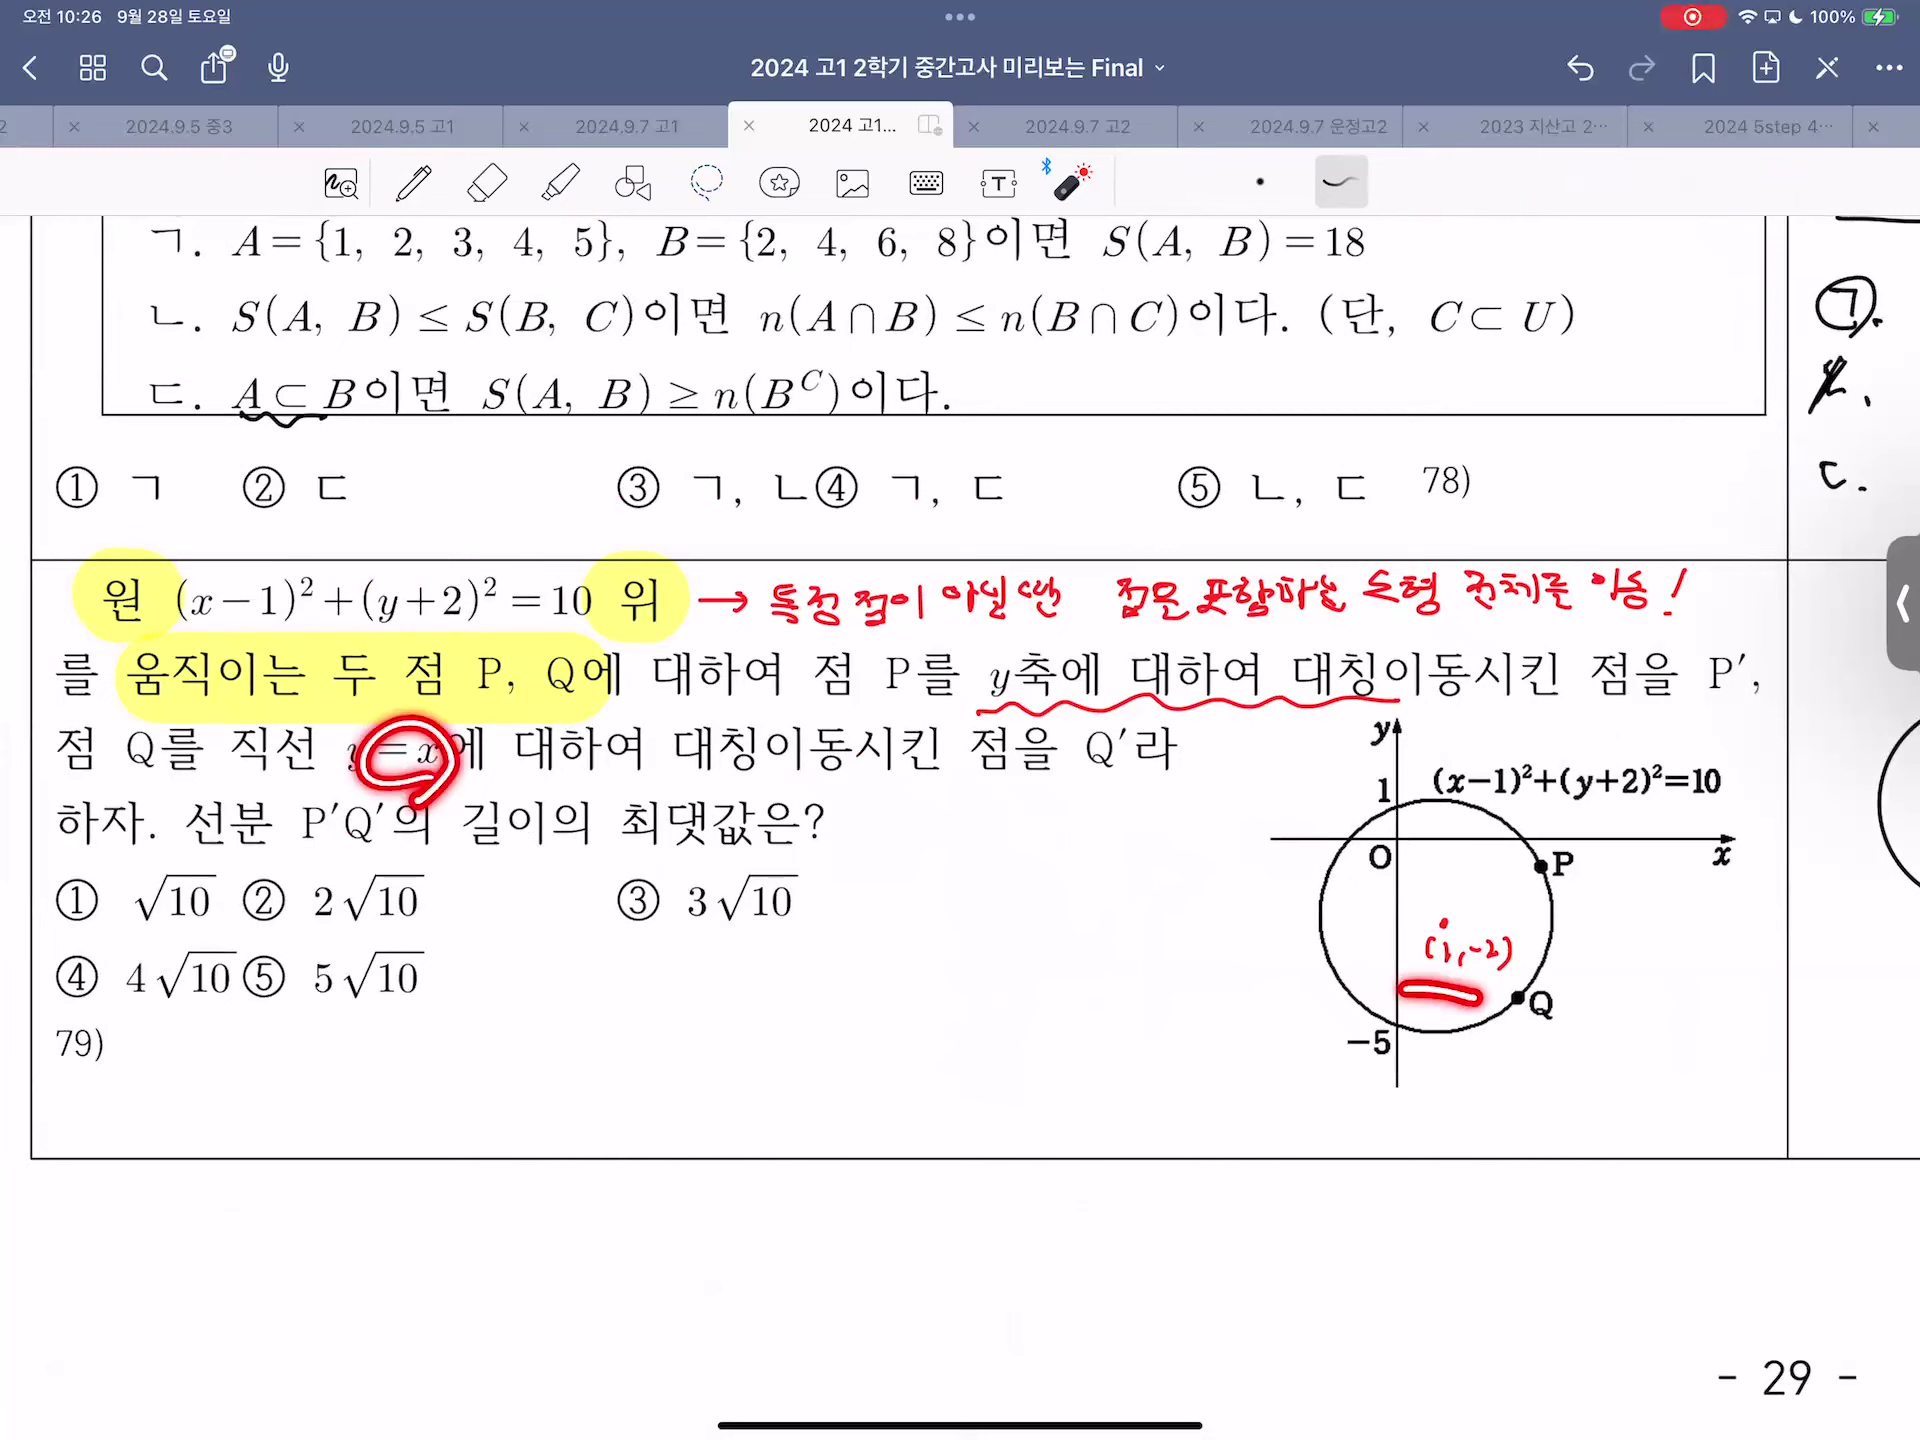 오전 10:26 9월 28일 토요일
100%
2024 고1 2학기 중간고사 미리보는 Final
2 2024.9.5 중3 2024.9.5 고1 2024.9.7 고1 2024 고1... 2024.9.7 고2 2024.9.7 운정고2 2023 지산고 2… 2024 5step 4…
ㄱ. A={1, 2, 3, 4, 5}, B={2, 4, 6, 8}이면 S(A, B)=18
ㄴ. S(A, B)≤S(B, C)이면 n(A∩B)≤n(B∩C)이다. (단, C⊂U)
ㄷ. A⊂B이면 S(A, B)≥n(Bᶜ)이다.
ㄱ.
ㄴ.
ㄷ.
① ㄱ ② ㄷ ③ ㄱ, ㄴ④ ㄱ, ㄷ ⑤ ㄴ, ㄷ 78)
원 (x−1)²+(y+2)²=10 위 → 특정 점이 아닐 땐 점을 포함하는 도형 전체를 이동!
를 움직이는 두 점 P, Q에 대하여 점 P를 y축에 대하여 대칭이동시킨 점을 P′,
점 Q를 직선 y=x에 대하여 대칭이동시킨 점을 Q′라
하자. 선분 P′Q′의 길이의 최댓값은?
① √10 ② 2√10 ③ 3√10
④ 4√10⑤ 5√10
79)
y
1 (x−1)²+(y+2)²=10
O P x
(1,-2)
Q
−5
- 29 -